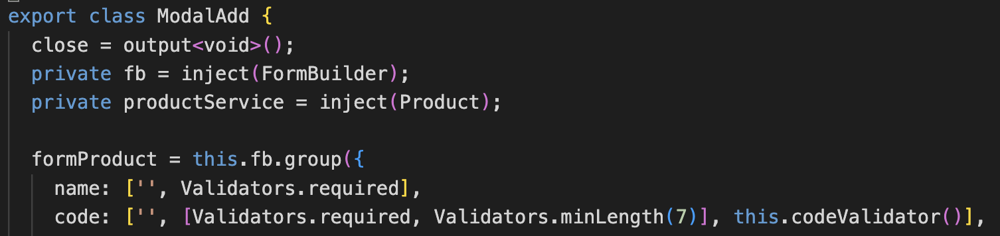 export class ModalAdd {
close = output<void>();
private fb = inject(FormBuilder);
private productService = inject(Product);
formProduct = this.fb.group({
name: ['', Validators.required],
code: ['', [Validators.required, Validators.minLength(7)], this.codeValidator()],